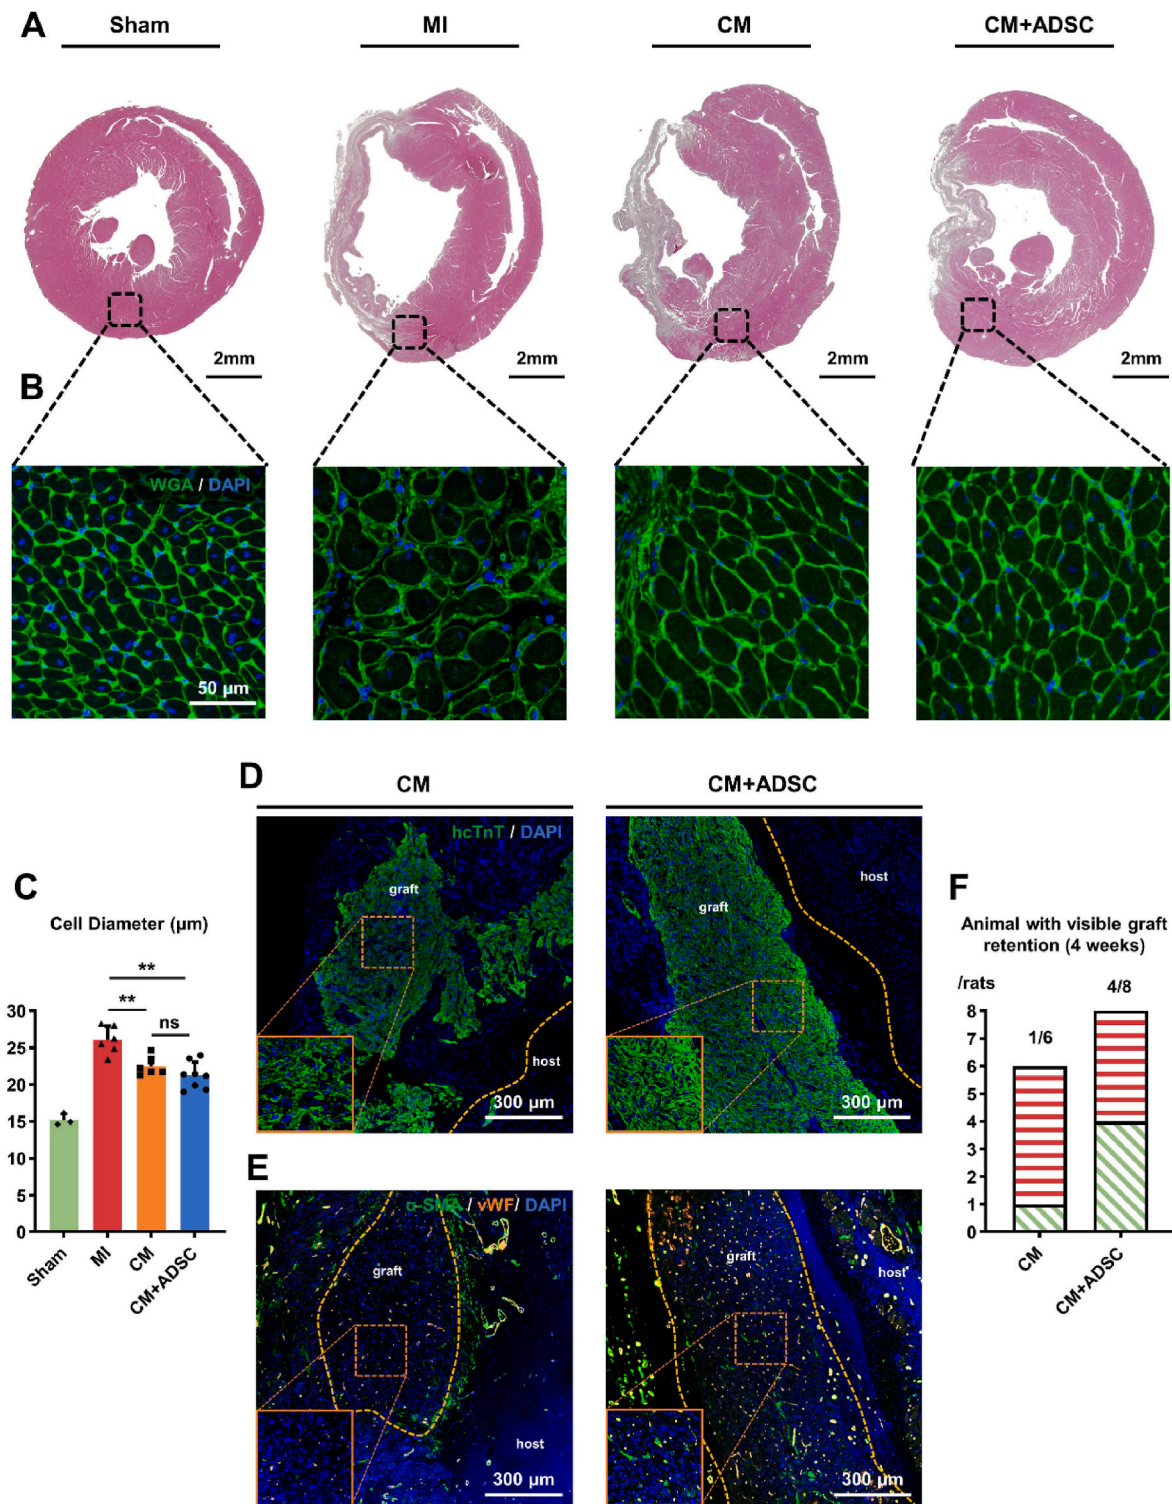 A
Sham
MI
CM
CM+ADSC
2mm
2mm
2mm
2mm
B
WGA / DAPI
50 µm
D
CM
CM+ADSC
hcTnT / DAPI
graft
host
300 µm
graft
host
300 µm
C
Cell Diameter (µm)
**
**
ns
30
25
20
15
10
5
0
Sham
MI
CM
CM+ADSC
E
α-SMA / vWF/ DAPI
graft
host
300 µm
graft
host
300 µm
F
Animal with visible graft
retention (4 weeks)
/rats
4/8
1/6
8
7
6
5
4
3
2
1
0
CM
CM+ADSC